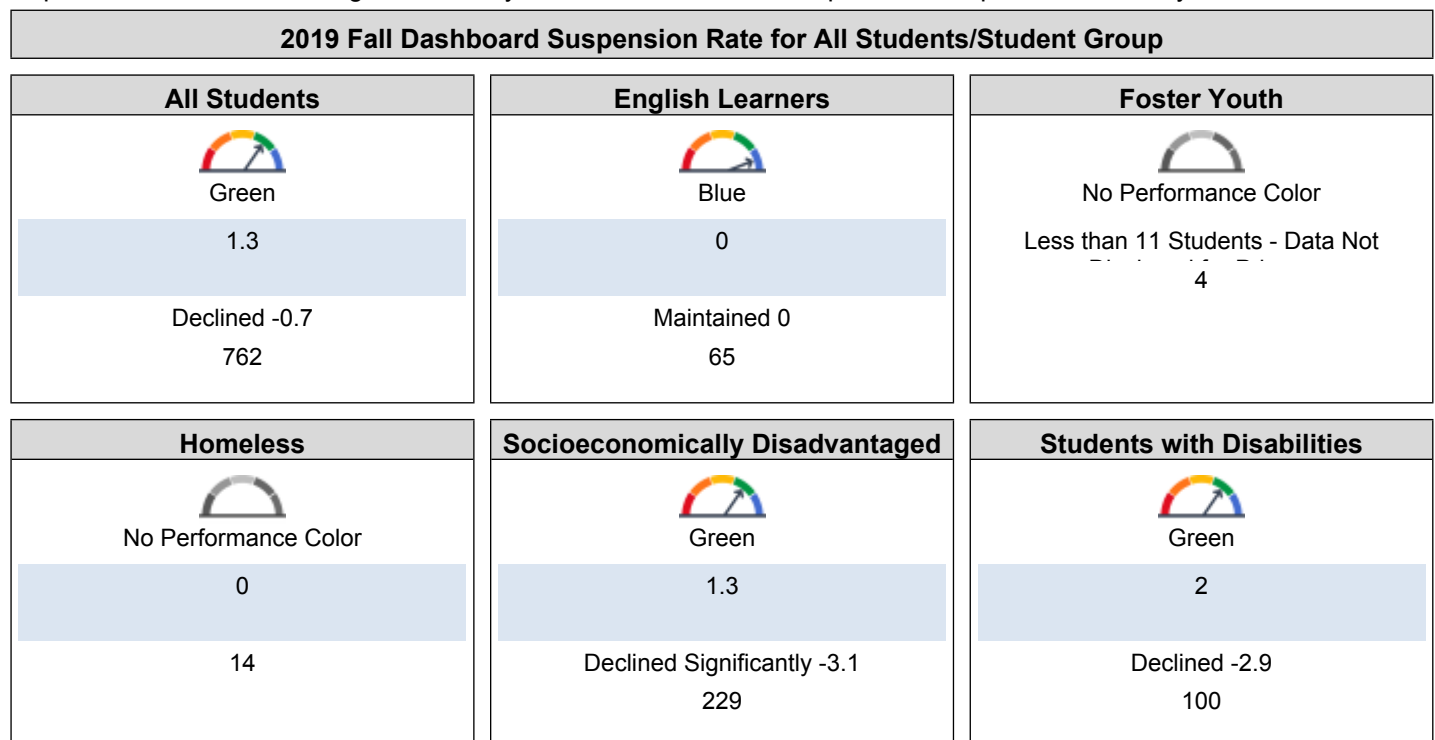 2019 Fall Dashboard Suspension Rate for All Students/Student Group
All Students
Green
1.3
Declined -0.7
762
English Learners
Blue
0
Maintained 0
65
Foster Youth
No Performance Color
Less than 11 Students - Data Not
4
Homeless
No Performance Color
0
14
Socioeconomically Disadvantaged
Green
1.3
Declined Significantly -3.1
229
Students with Disabilities
Green
2
Declined -2.9
100